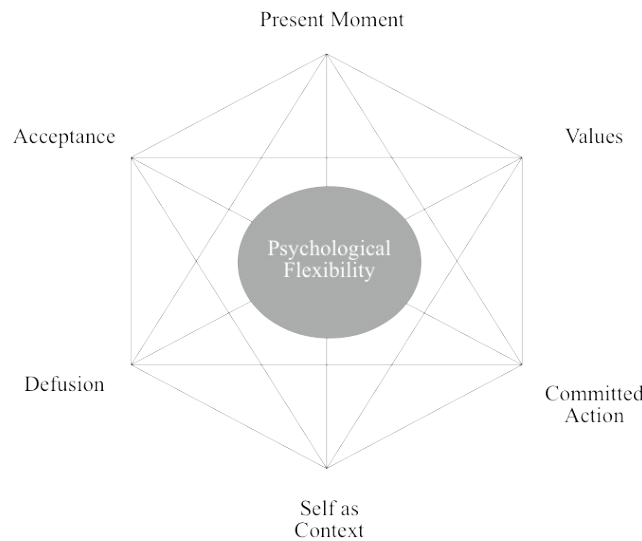 Present Moment
Acceptance
Values
Psychological
Flexibility
Defusion
Committed
Action
Self as
Context